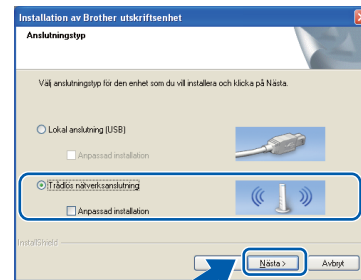 Installation av Brother utskriftsenhet
Anslutningstyp
Välj anslutningstyp för den enhet som du vill installera och klicka på Nästa.
Lokal anslutning (USB)
Anpassad installation
Trådlös nätverksanslutning
Anpassad installation
InstallShield
Nästa >
Avbryt